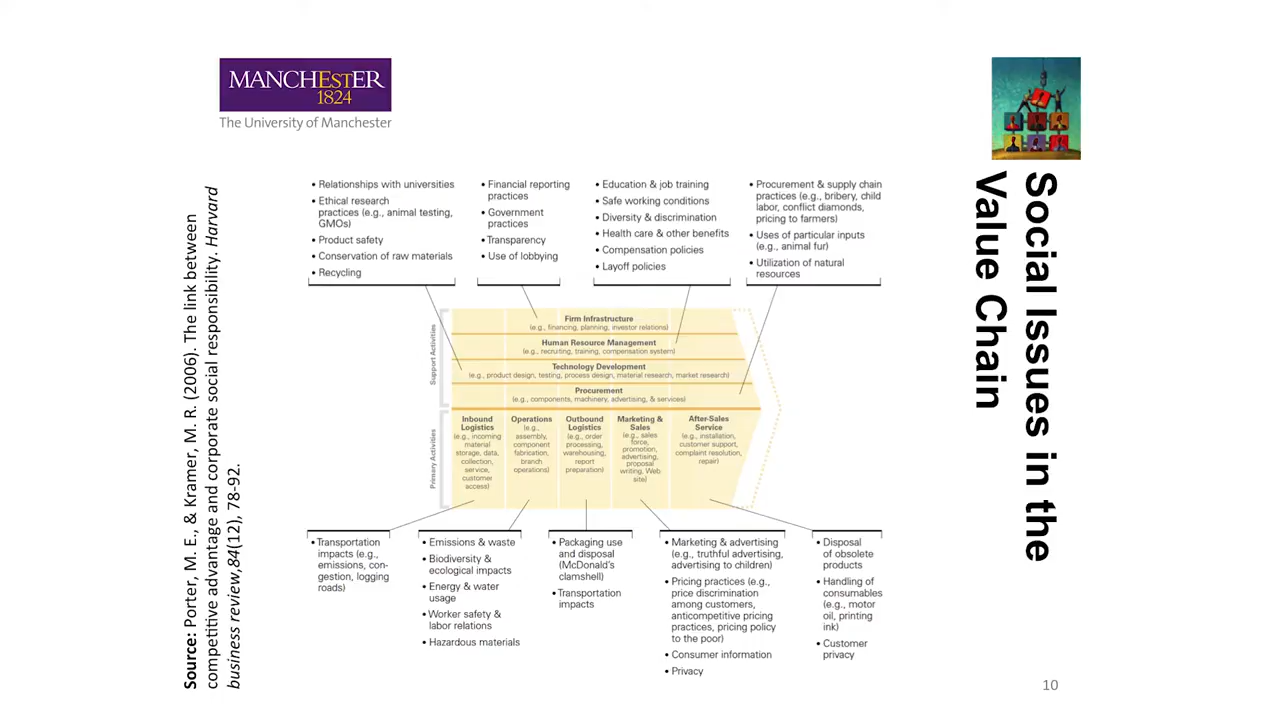 MANCHEsTER
1824
The University of Manchester
Social Issues in the
Value Chain
• Relationships with universities
• Ethical research
practices (e.g., animal testing,
GMOs)
• Product safety
• Conservation of raw materials
• Recycling
• Financial reporting
practices
• Government
practices
• Transparency
• Use of lobbying
• Education & job training
• Safe working conditions
• Diversity & discrimination
• Health care & other benefits
• Compensation policies
• Layoff policies
• Procurement & supply chain
practices (e.g., bribery, child
labor, conflict diamonds,
pricing to farmers)
• Uses of particular inputs
(e.g., animal fur)
• Utilization of natural
resources
Support Activities
Firm Infrastructure
(e.g., financing, planning, investor relations)
Human Resource Management
(e.g., recruiting, training, compensation system)
Technology Development
(e.g., product design, testing, process design, material research, market research)
Procurement
(e.g., components, machinery, advertising, & services)
Primary Activities
Inbound
Logistics
(e.g., incoming
material
storage, data,
collection,
service,
customer
access)
Operations
(e.g.,
assembly,
component
fabrication,
branch
operations)
Outbound
Logistics
(e.g., order
processing,
warehousing,
report
preparation)
Marketing &
Sales
(e.g., sales
force,
promotion,
advertising,
proposal
writing, Web
site)
After-Sales
Service
(e.g., installation,
customer support,
complaint resolution,
repair)
• Transportation
impacts (e.g.,
emissions, con-
gestion, logging
roads)
• Emissions & waste
• Biodiversity &
ecological impacts
• Energy & water
usage
• Worker safety &
labor relations
• Hazardous materials
• Packaging use
and disposal
(McDonald's
clamshell)
• Transportation
impacts
• Marketing & advertising
(e.g., truthful advertising,
advertising to children)
• Pricing practices (e.g.,
price discrimination
among customers,
anticompetitive pricing
practices, pricing policy
to the poor)
• Consumer information
• Privacy
• Disposal
of obsolete
products
• Handling of
consumables
(e.g., motor
oil, printing
ink)
• Customer
privacy
Source: Porter, M. E., & Kramer, M. R. (2006). The link between
competitive advantage and corporate social responsibility. Harvard
business review,84(12), 78-92.
10